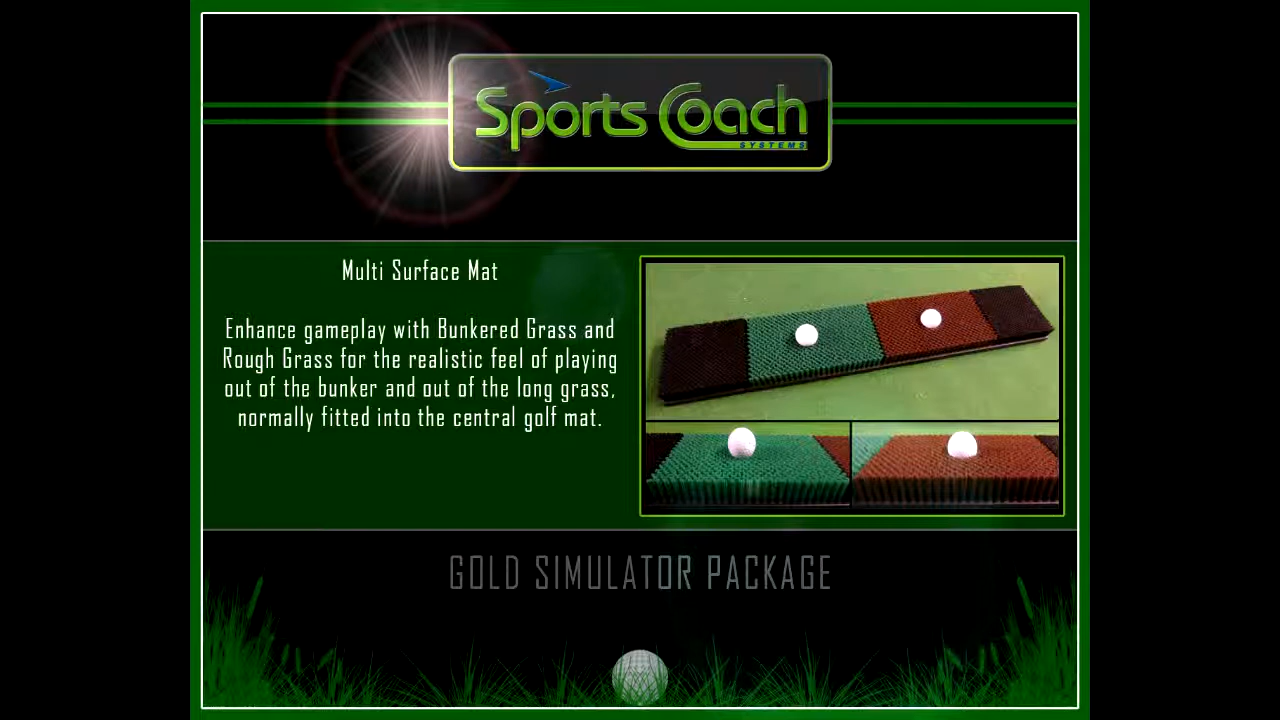 Sports Coach
SYSTEMS
Multi Surface Mat
Enhance gameplay with Bunkered Grass and
Rough Grass for the realistic feel of playing
out of the bunker and out of the long grass,
normally fitted into the central golf mat.
GOLD SIMULATOR PACKAGE